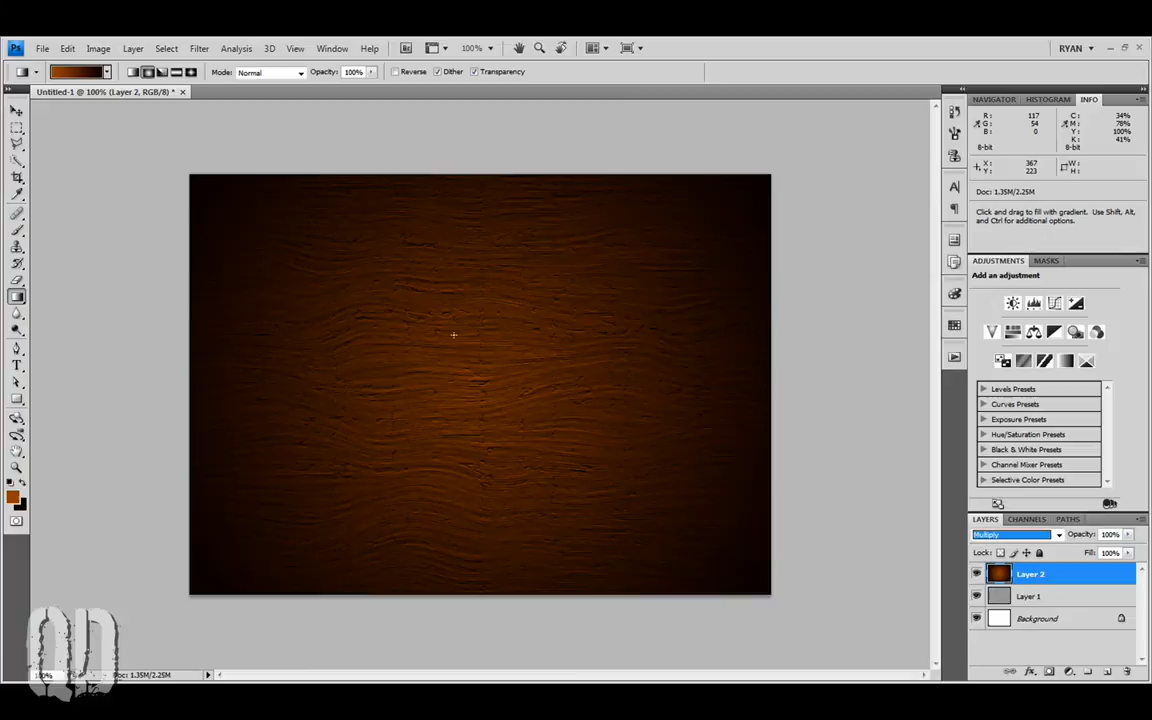 Ps File Edit Image Layer Select Filter Analysis 3D View Window Help Br 100% RYAN
Mode: Normal Opacity: 100% Reverse Dither Transparency
Untitled-1 @ 100% (Layer 2, RGB/8) *
NAVIGATOR HISTOGRAM INFO
R: 117 C: 34%
G: 54 M: 78%
B: 0 Y: 100%
K: 41%
8-bit 8-bit
X: 367 W:
Y: 223 H:
Doc: 1.35M/2.25M
Click and drag to fill with gradient. Use Shift, Alt,
and Ctrl for additional options.
ADJUSTMENTS MASKS
Add an adjustment
Levels Presets
Curves Presets
Exposure Presets
Hue/Saturation Presets
Black & White Presets
Channel Mixer Presets
Selective Color Presets
LAYERS CHANNELS PATHS
Multiply Opacity: 100%
Lock: Fill: 100%
Layer 2
Layer 1
Background
100% Doc: 1.35M/2.25M
QD